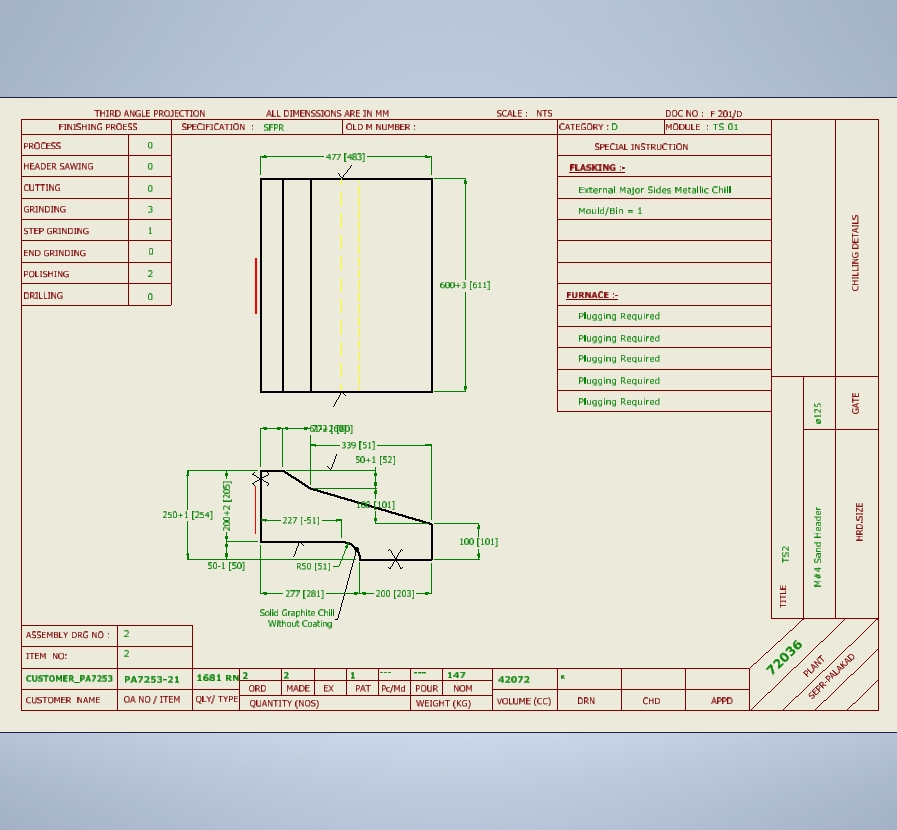 THIRD ANGLE PROJECTION ALL DIMENSSIONS ARE IN MM SCALE : NTS DOC NO : F 201/D
FINISHING PROESS SPECIFICATION : SFPR OLD M NUMBER : CATEGORY : D MODULE : TS 01
PROCESS 0
HEADER SAWING 0
CUTTING 0
GRINDING 3
STEP GRINDING 1
END GRINDING 0
POLISHING 2
DRILLING 0
SPECIAL INSTRUCTION
FLASKING :-
External Major Sides Metallic Chill
Mould/Bin = 1
FURNACE :-
Plugging Required
Plugging Required
Plugging Required
Plugging Required
Plugging Required
CHILLING DETAILS
GATE
ø125
HRD.SIZE
M#4 Sand Header
TITLE TS2
477 [483]
600+3 [611]
339 [51]
50+1 [52]
[101]
250+1 [254]
200+2 [205]
227 [-51]
100 [101]
50-1 [50]
R50 [51]
277 [281]
200 [203]
Solid Graphite Chill
Without Coating
ASSEMBLY DRG NO : 2
ITEM NO: 2
CUSTOMER_PA7253 PA7253-21 1681 RN 2 2 1 --- --- 147 42072 *
ORD MADE EX PAT Pc/Md POUR NOM
CUSTOMER NAME OA NO / ITEM QLY/ TYPE QUANTITY (NOS) WEIGHT (KG) VOLUME (CC) DRN CHD APPD
72036
PLANT
SEPR-PALAKAD